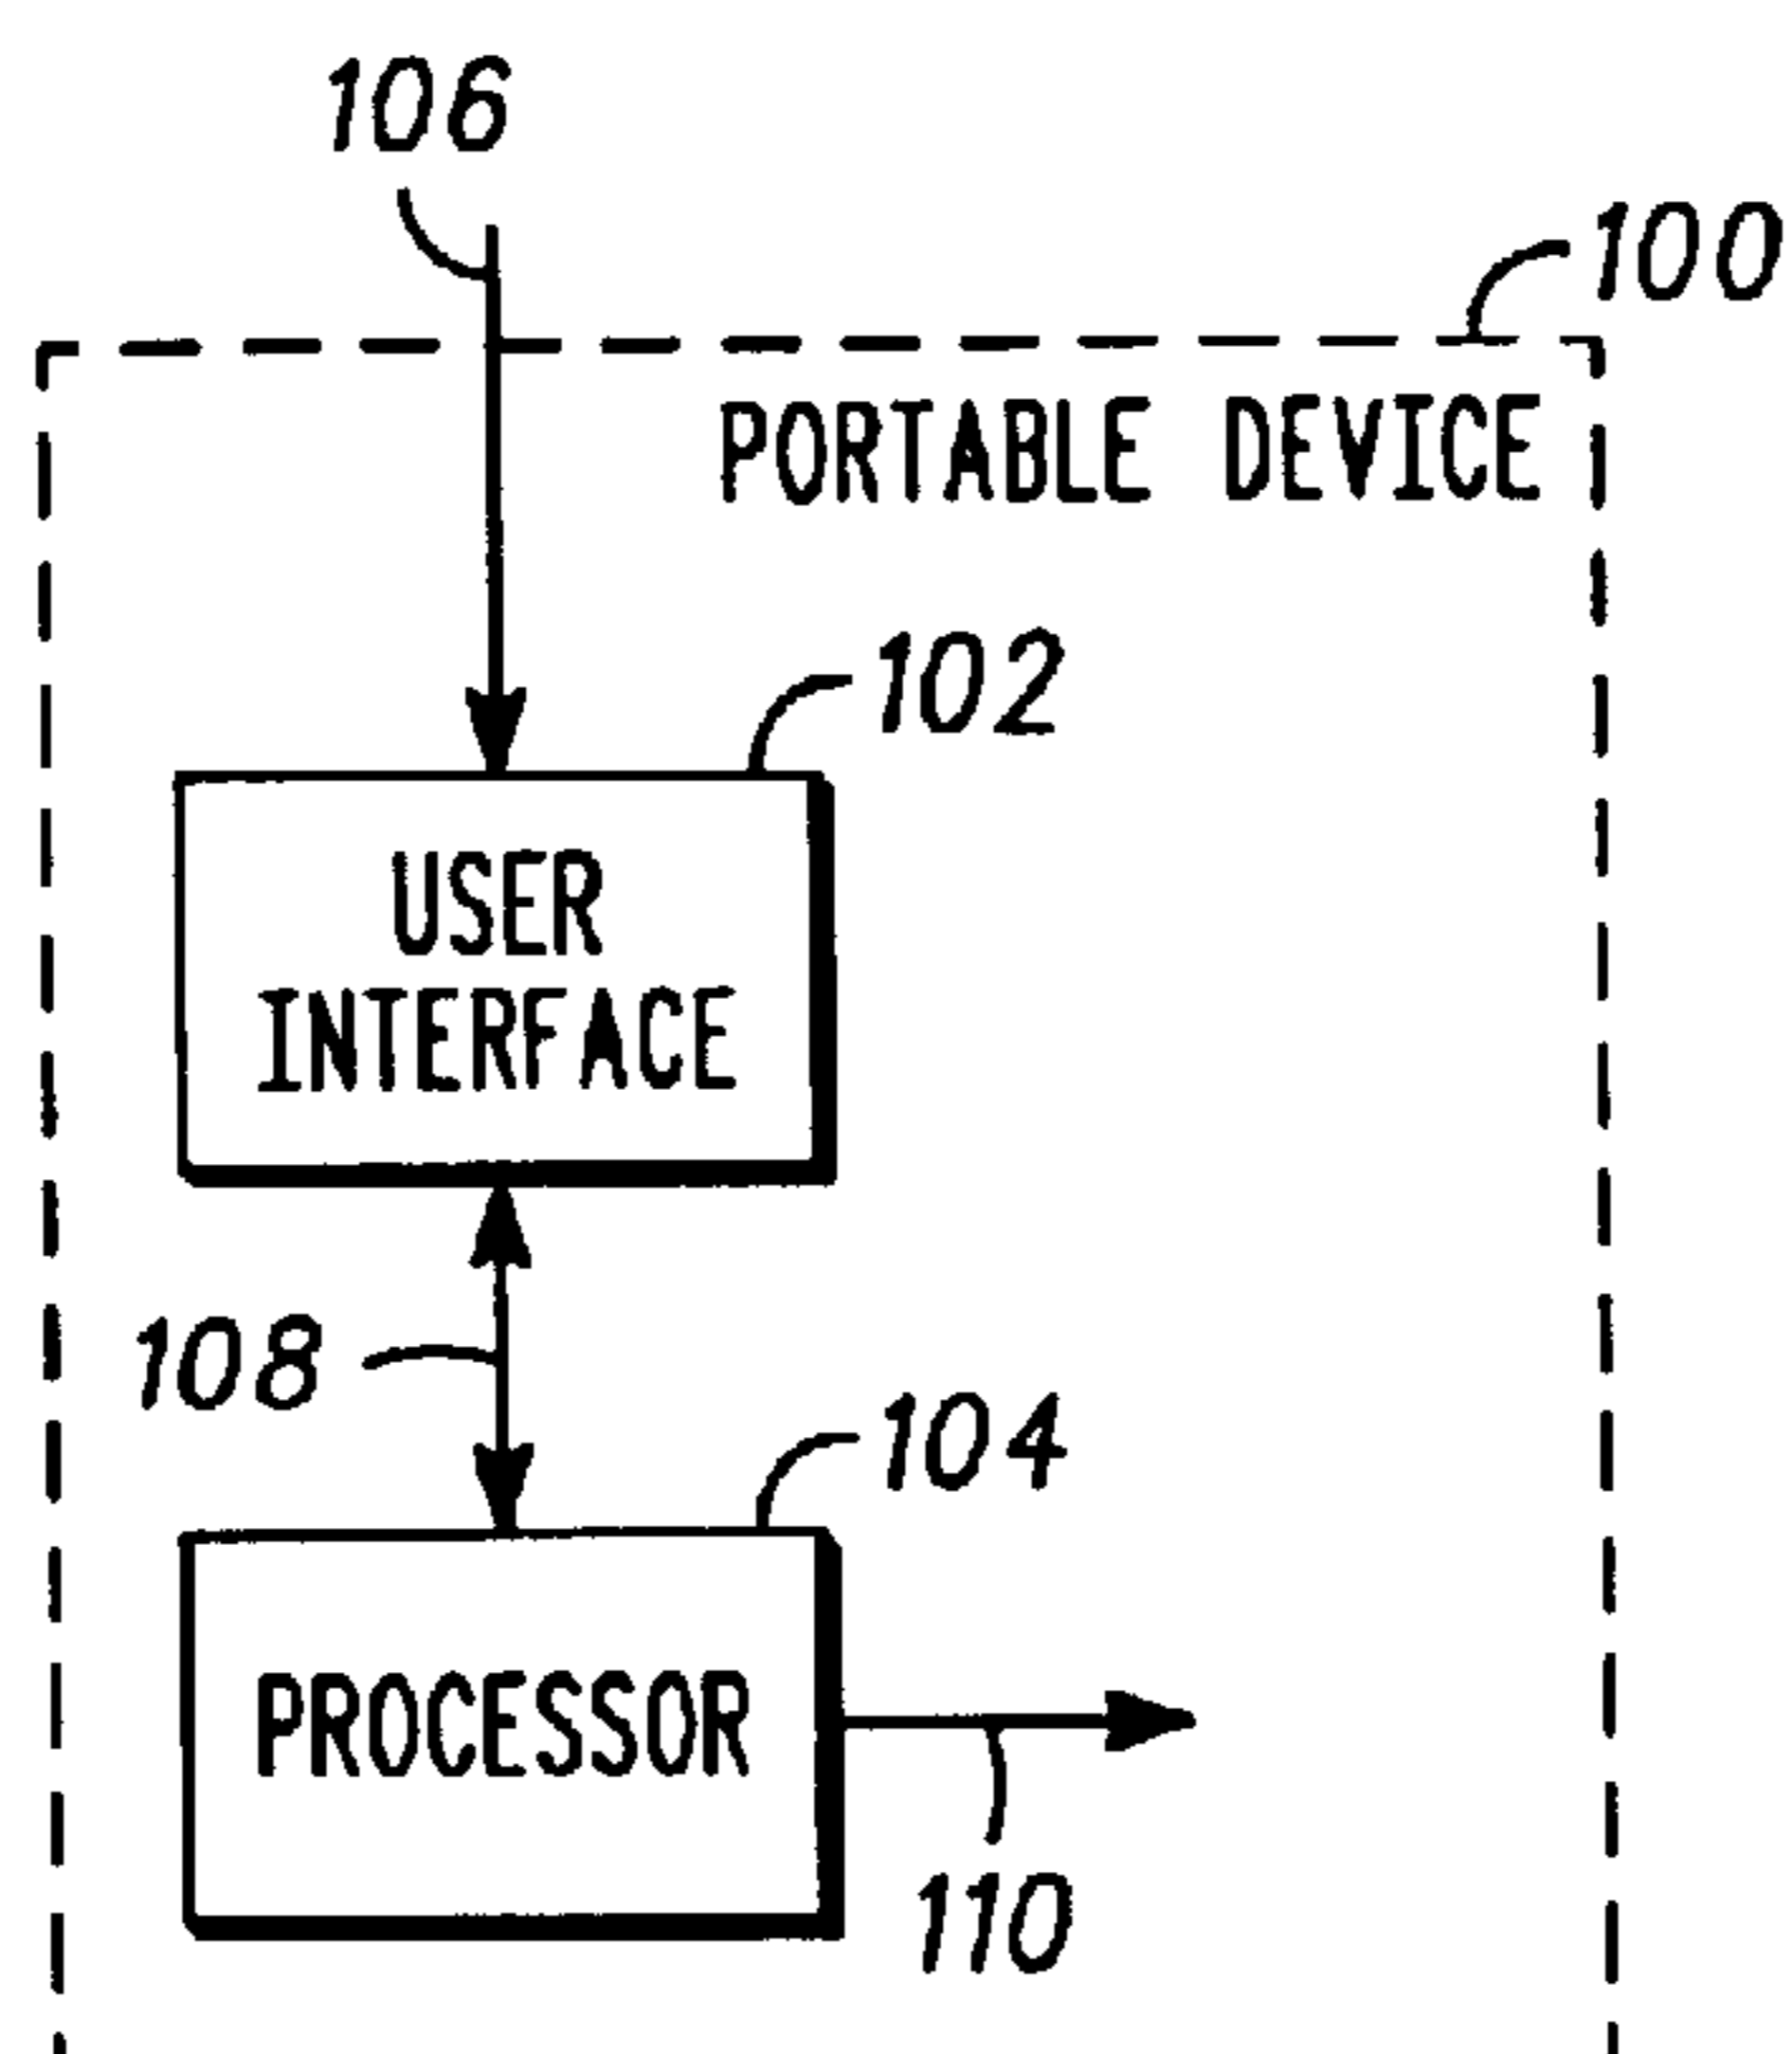 106
100
PORTABLE DEVICE
102
USER
INTERFACE
108
104
PROCESSOR
110